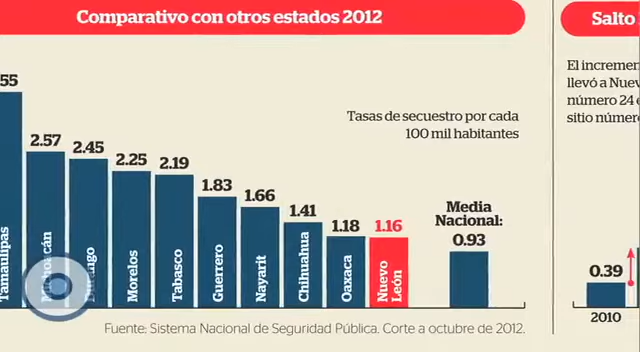 Comparativo con otros estados 2012
Salto
El incremen
llevó a Nuev
número 24 e
sitio número
Tasas de secuestro por cada
100 mil habitantes
55
2.57
2.45
2.25
2.19
1.83
1.66
1.41
1.18
1.16
Media
Nacional:
0.93
Tamaulipas
Michoacán
Durango
Morelos
Tabasco
Guerrero
Nayarit
Chihuahua
Oaxaca
Nuevo
León
0.39
2010
Fuente: Sistema Nacional de Seguridad Pública. Corte a octubre de 2012.